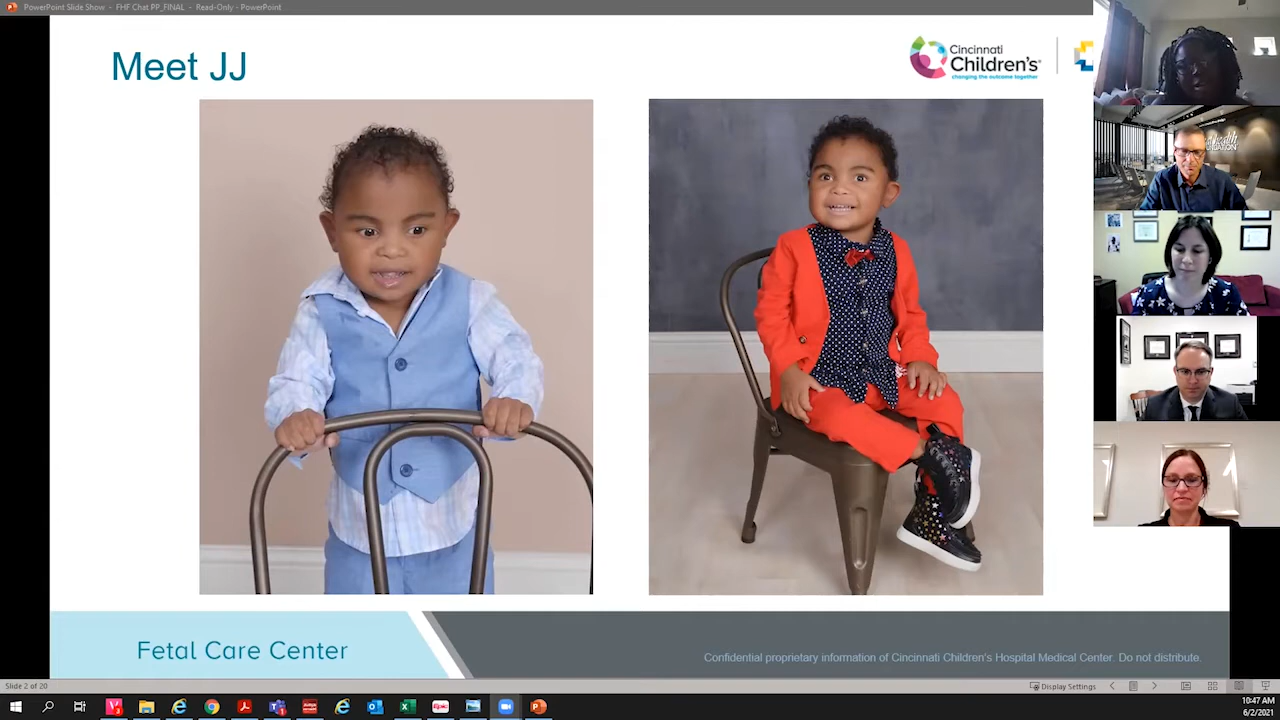 PowerPoint Slide Show - FHF Chat PP_FINAL - Read-Only - PowerPoint
Meet JJ
Cincinnati
Children's
changing the outcome together
Fetal Care Center
Confidential proprietary information of Cincinnati Children's Hospital Medical Center. Do not distribute.
Slide 2 of 20
Display Settings
Epic
10:47 AM
6/2/2021